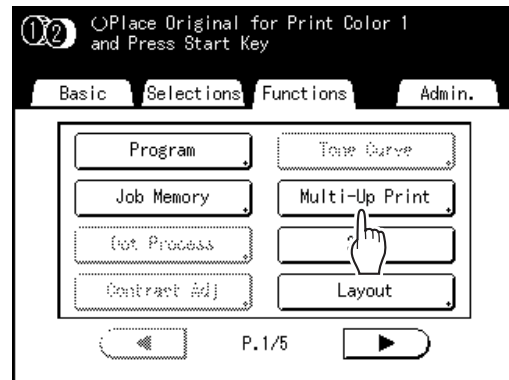 ①② Place Original for Print Color 1
and Press Start Key
Basic Selections Functions Admin.
Program Tone Curve
Job Memory Multi-Up Print
Dot Process
Contrast Adj Layout
P.1/5